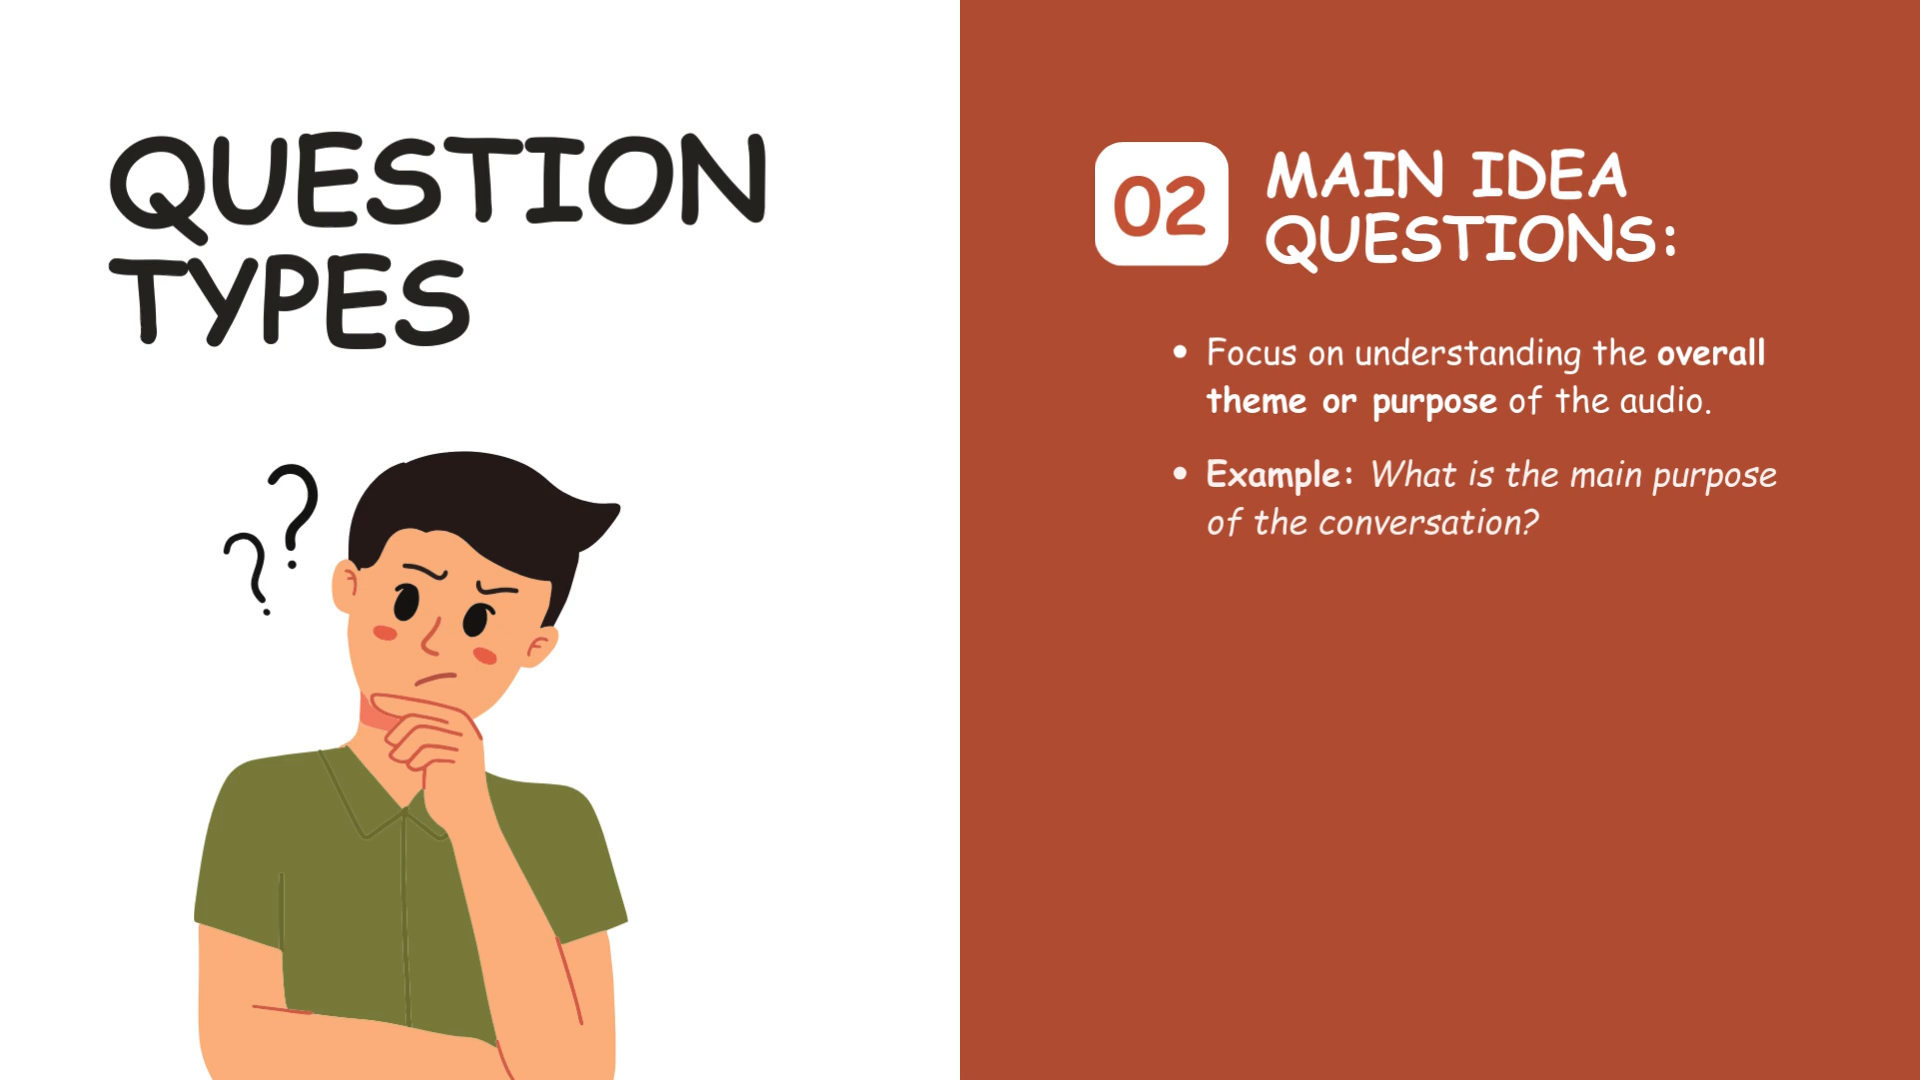 QUESTION
TYPES
? ?
02
MAIN IDEA
QUESTIONS:
• Focus on understanding the overall
theme or purpose of the audio.
• Example: What is the main purpose
of the conversation?